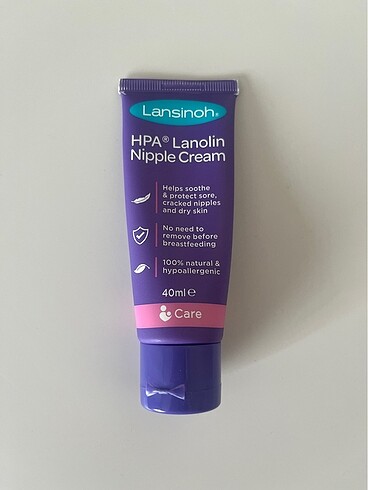 Lansinoh®
HPA® Lanolin
Nipple Cream
Helps soothe
& protect sore,
cracked nipples
and dry skin
No need to
remove before
breastfeeding
100% natural &
hypoallergenic
40ml ℮
Care